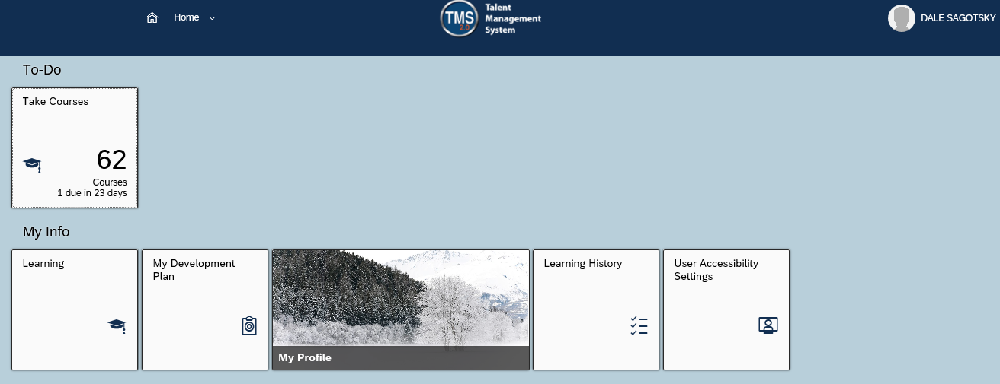 Home
TMS
2.0
Talent
Management
System
DALE SAGOTSKY
To-Do
Take Courses
62
Courses
1 due in 23 days
My Info
Learning
My Development
Plan
My Profile
Learning History
User Accessibility
Settings